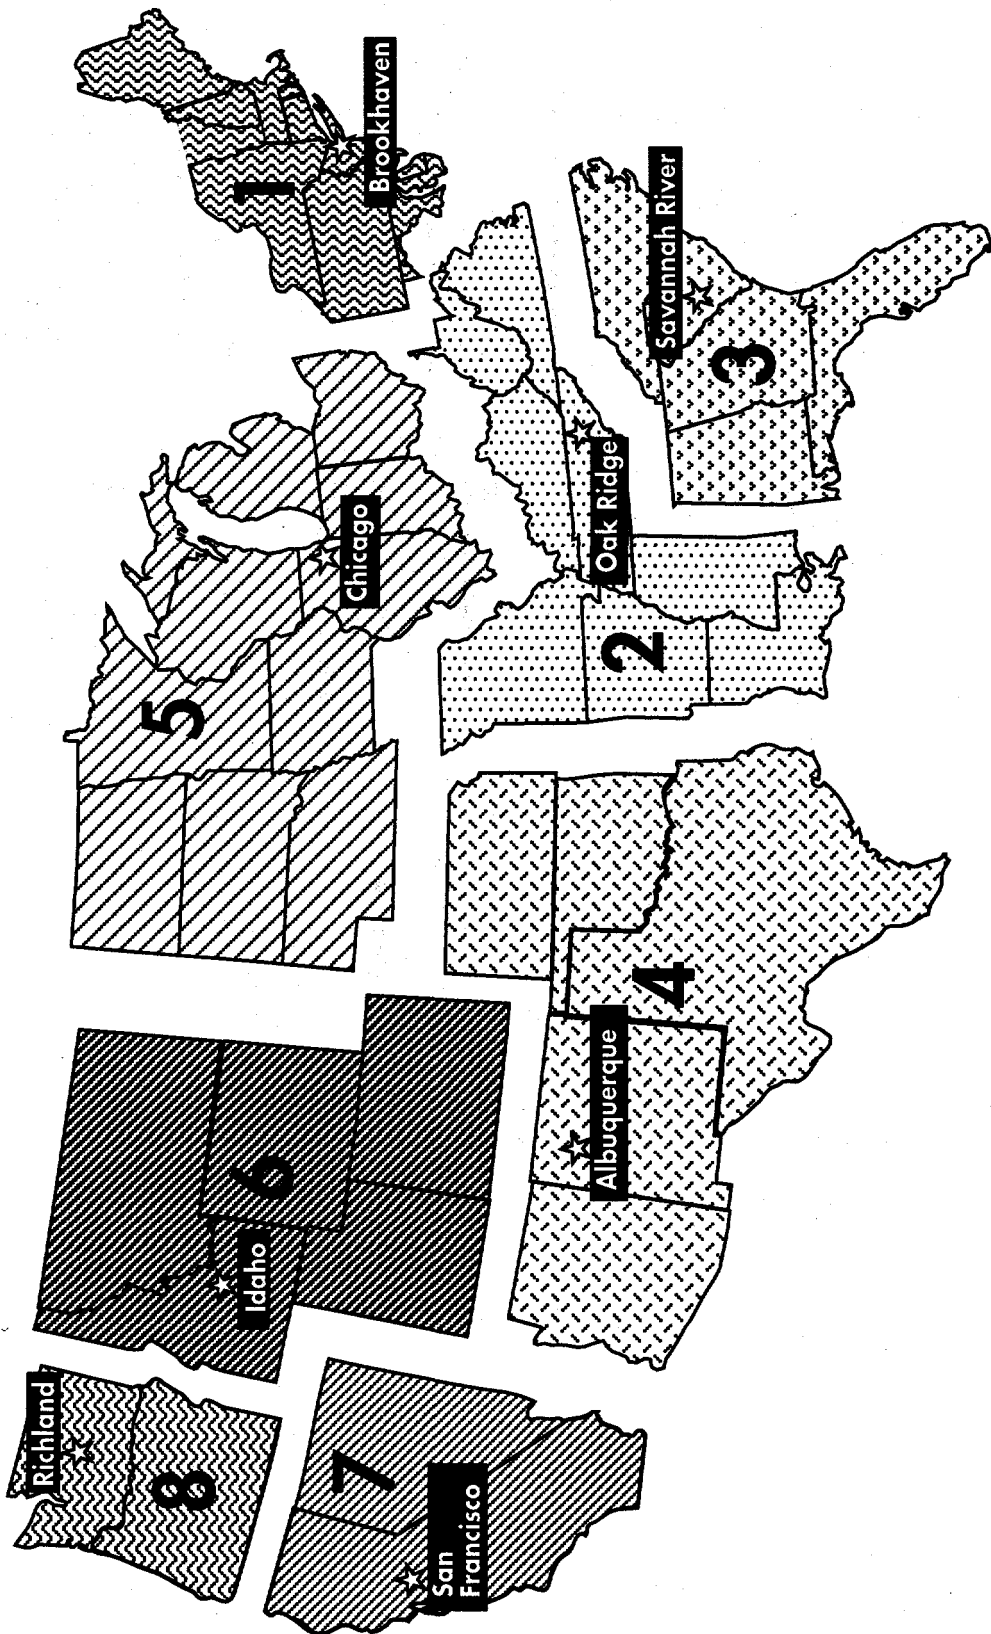 Richland
8
7
San
Francisco
Idaho
6
Albuquerque
4
5
Chicago
2
Oak Ridge
3
Savannah River
1
Brookhaven